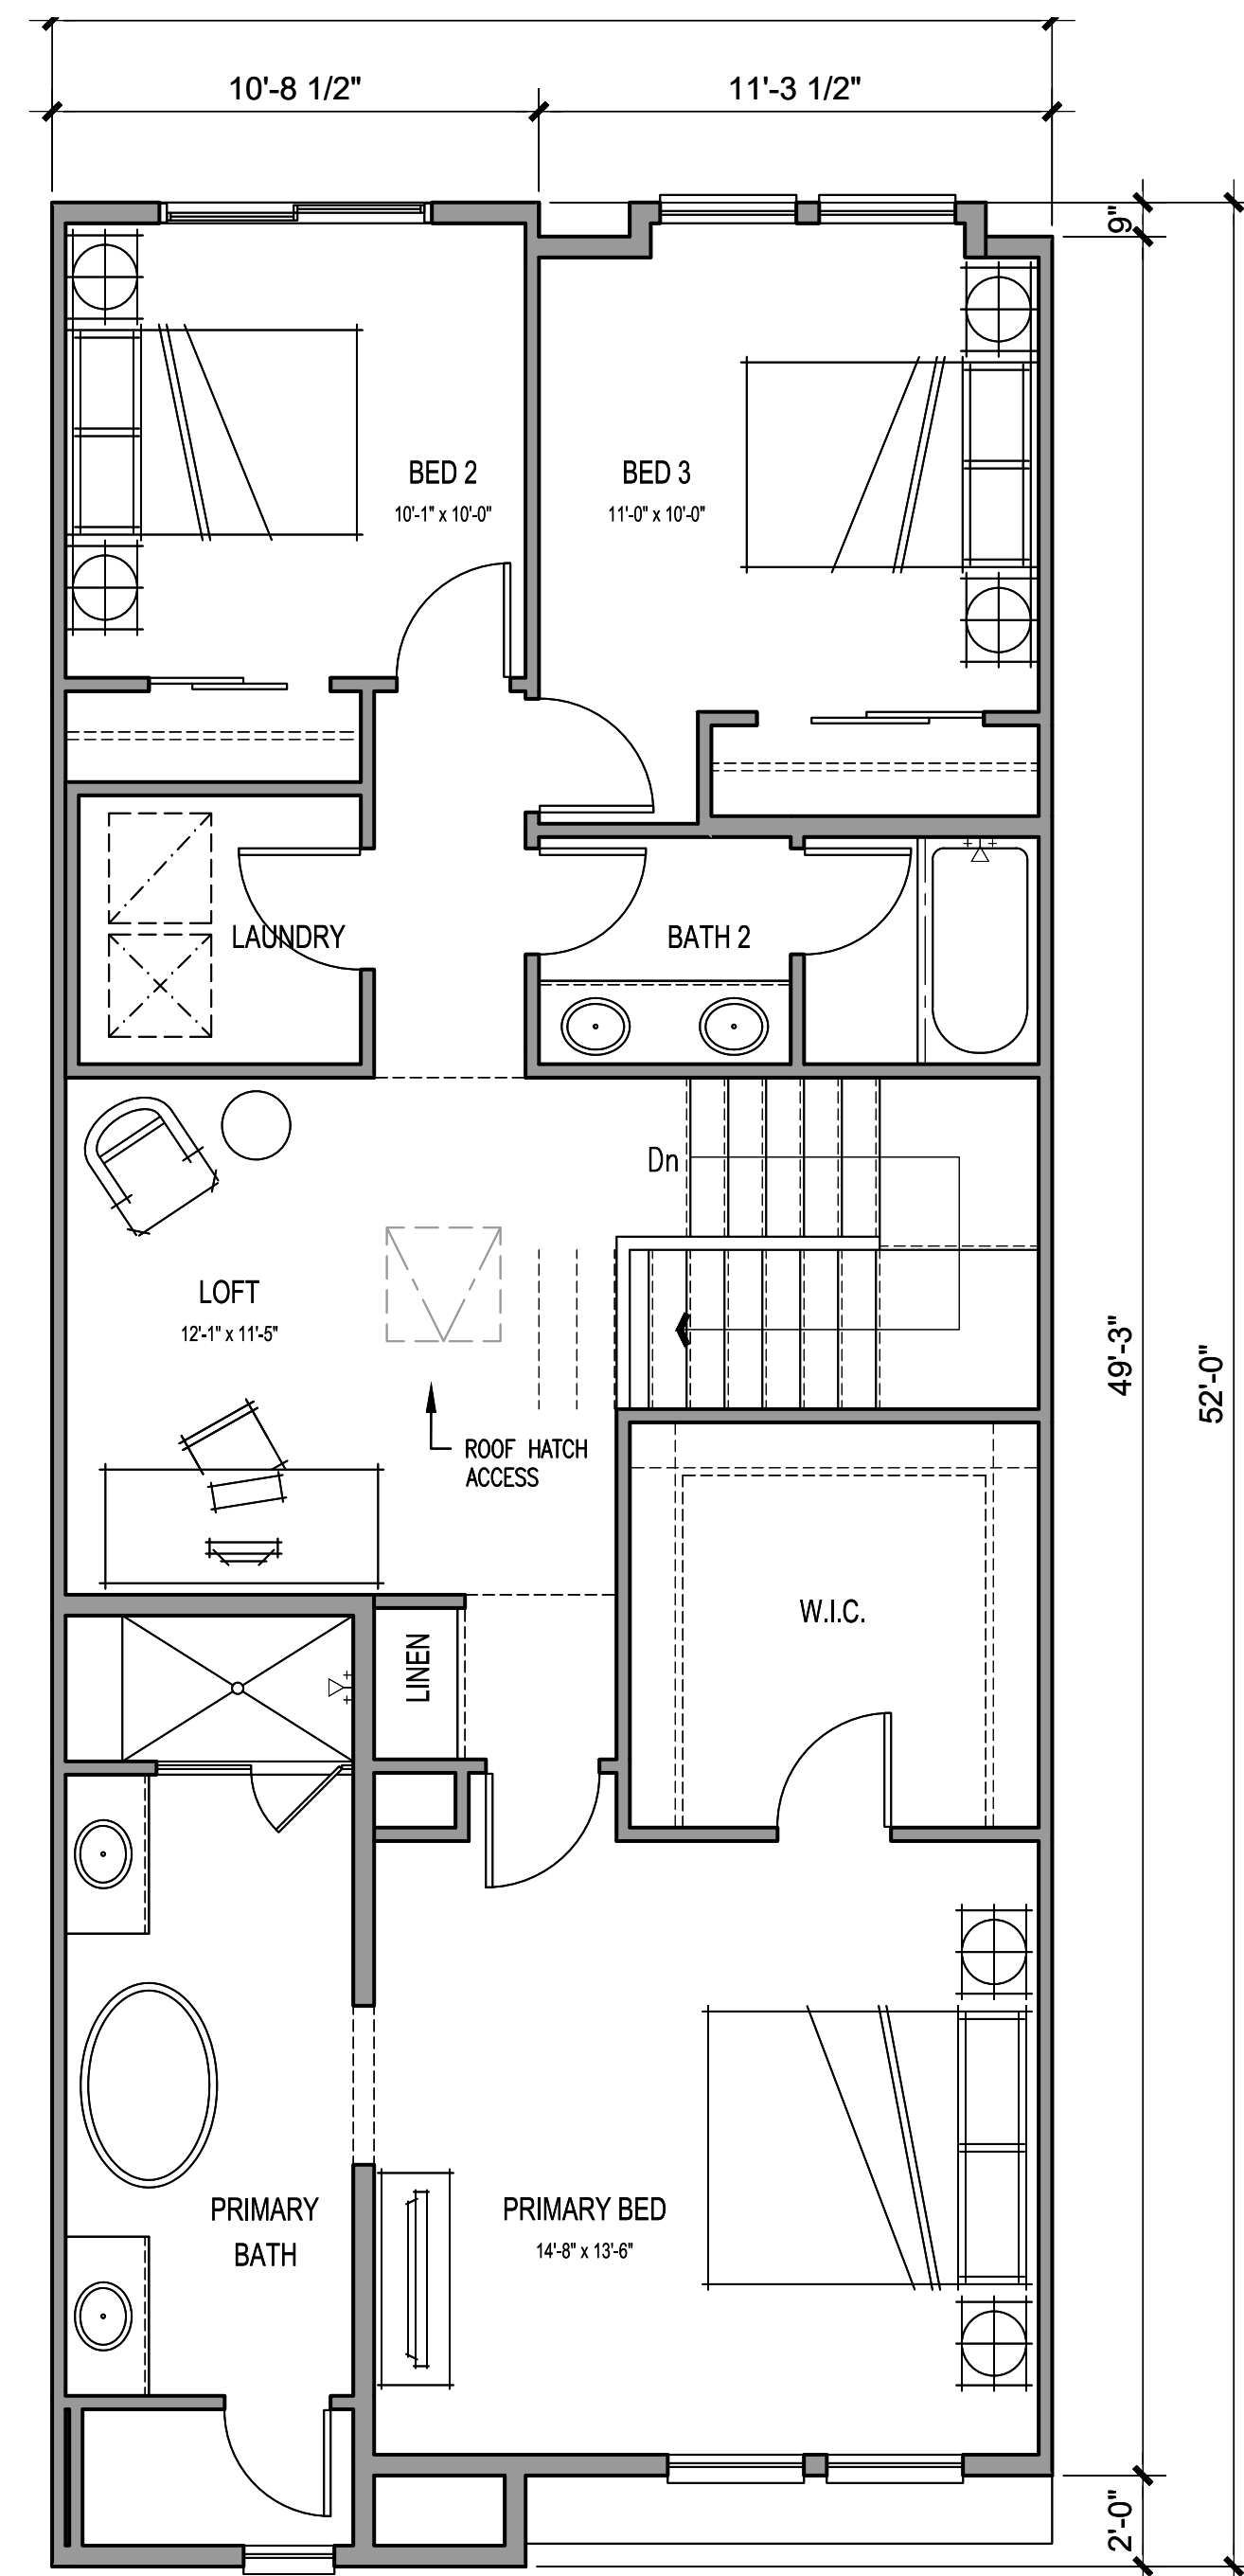 10'-8 1/2" 11'-3 1/2"
9"
BED 2
10'-1" x 10'-0"
BED 3
11'-0" x 10'-0"
LAUNDRY
BATH 2
Dn
LOFT
12'-1" x 11'-5"
49'-3"
52'-0"
ROOF HATCH
ACCESS
W.I.C.
LINEN
PRIMARY
BATH
PRIMARY BED
14'-8" x 13'-6"
2'-0"